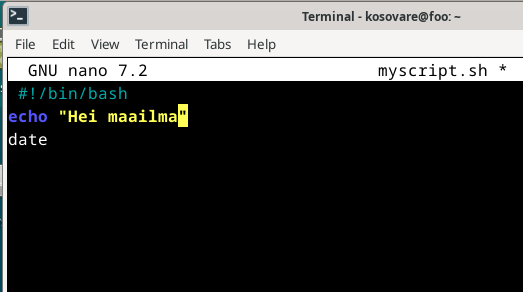 Terminal - kosovare@foo: ~
File Edit View Terminal Tabs Help
GNU nano 7.2 myscript.sh *
#!/bin/bash
echo "Hei maailma"
date